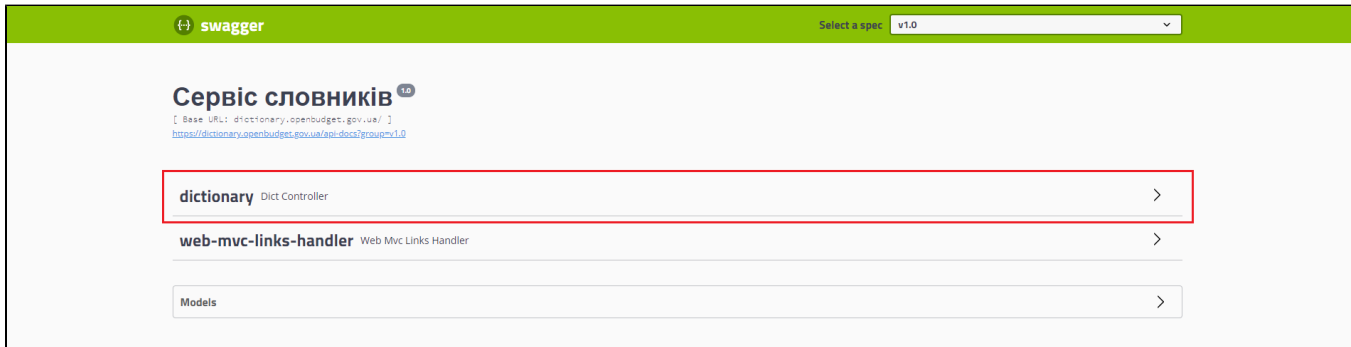 {··} swagger
Select a spec v1.0
Сервіс словників 1.0
[ Base URL: dictionary.openbudget.gov.ua/ ]
https://dictionary.openbudget.gov.ua/api-docs?group=v1.0
dictionary Dict Controller
web-mvc-links-handler Web Mvc Links Handler
Models